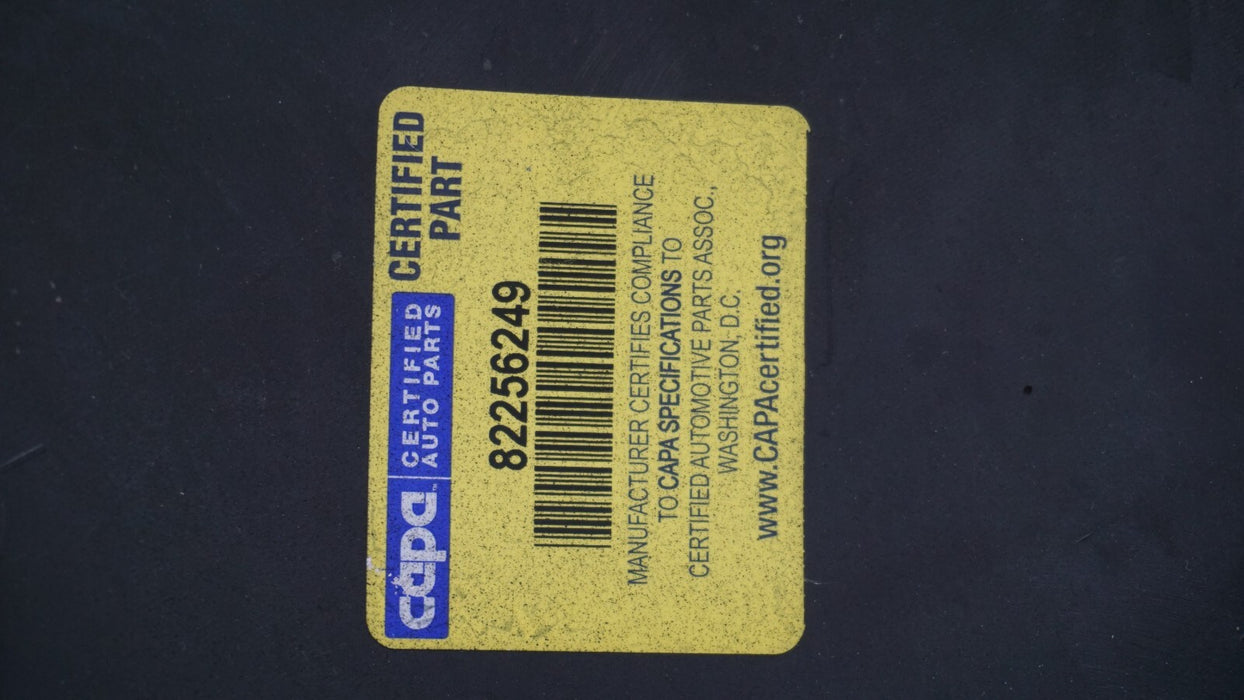 capa™ CERTIFIED AUTO PARTS
CERTIFIED
PART
82256249
MANUFACTURER CERTIFIES COMPLIANCE
TO CAPA SPECIFICATIONS TO
CERTIFIED AUTOMOTIVE PARTS ASSOC.,
WASHINGTON, D.C.
www.CAPAcertified.org